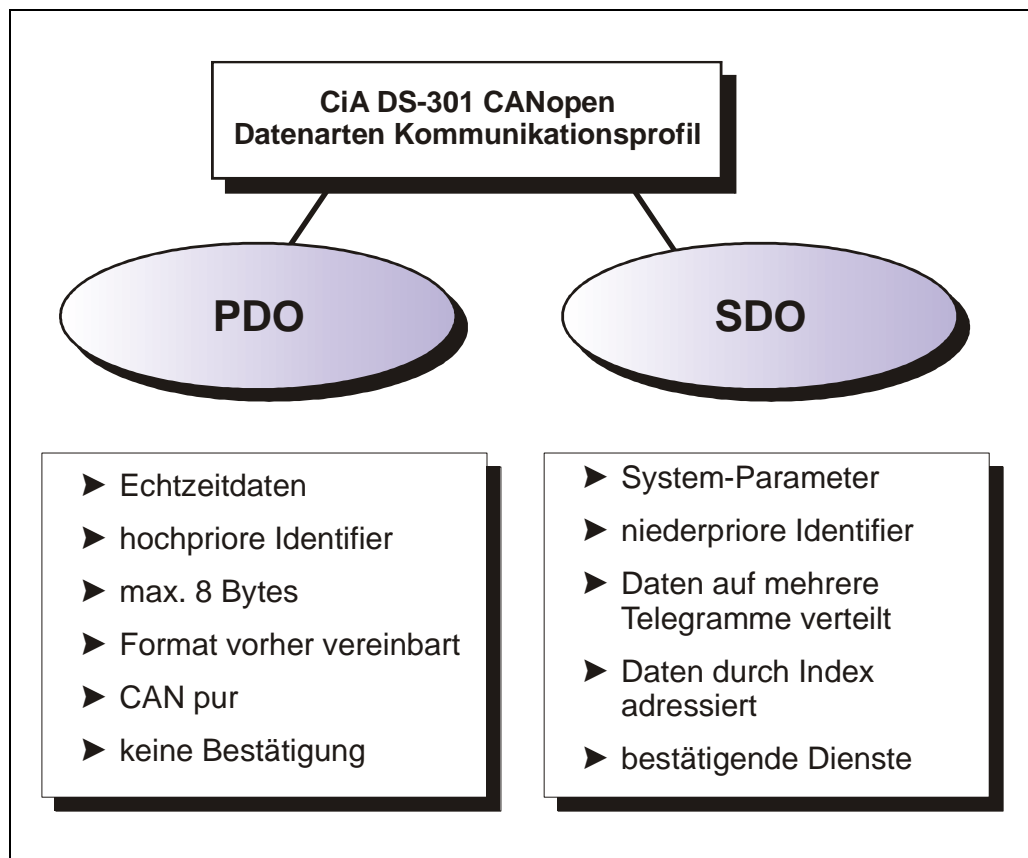 CiA DS-301 CANopen
Datenarten Kommunikationsprofil
PDO
SDO
➤ Echtzeitdaten
➤ hochpriore Identifier
➤ max. 8 Bytes
➤ Format vorher vereinbart
➤ CAN pur
➤ keine Bestätigung
➤ System-Parameter
➤ niederpriore Identifier
➤ Daten auf mehrere
Telegramme verteilt
➤ Daten durch Index
adressiert
➤ bestätigende Dienste